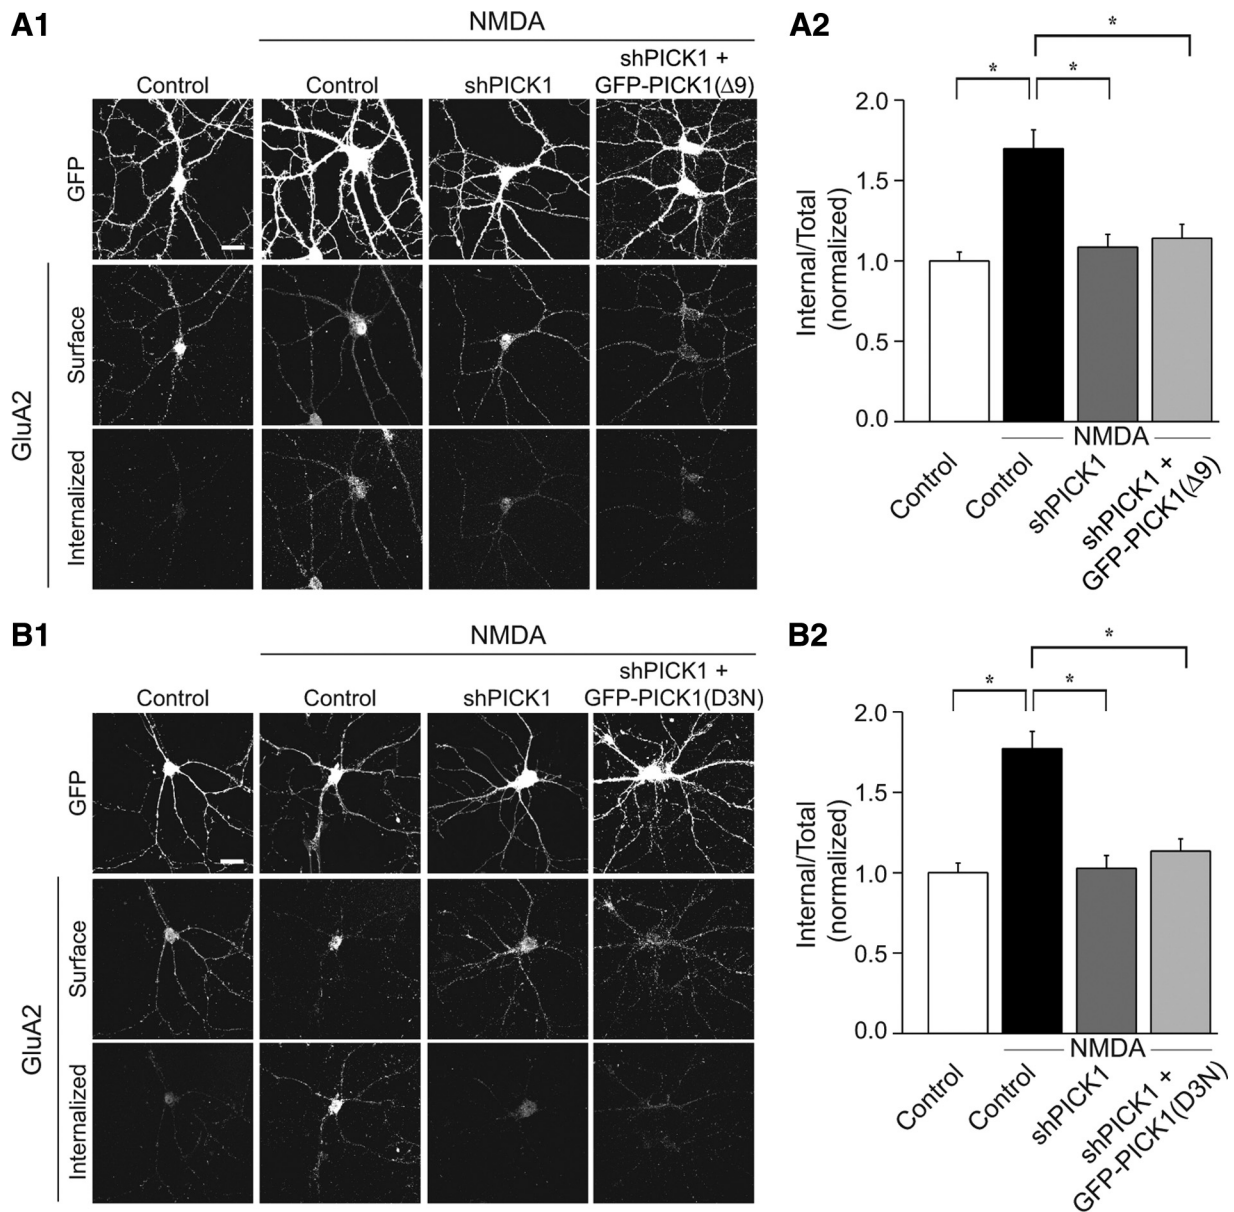 A1
NMDA
Control
Control
shPICK1
shPICK1 +
GFP-PICK1(Δ9)
GFP
GluA2
Surface
Internalized
A2
*
*
*
2.0
1.5
1.0
0.5
0.0
Internal/Total
(normalized)
NMDA
Control
Control
shPICK1
shPICK1 +
GFP-PICK1(Δ9)
B1
NMDA
Control
Control
shPICK1
shPICK1 +
GFP-PICK1(D3N)
GFP
GluA2
Surface
Internalized
B2
*
*
*
2.0
1.5
1.0
0.5
0.0
Internal/Total
(normalized)
NMDA
Control
Control
shPICK1
shPICK1 +
GFP-PICK1(D3N)